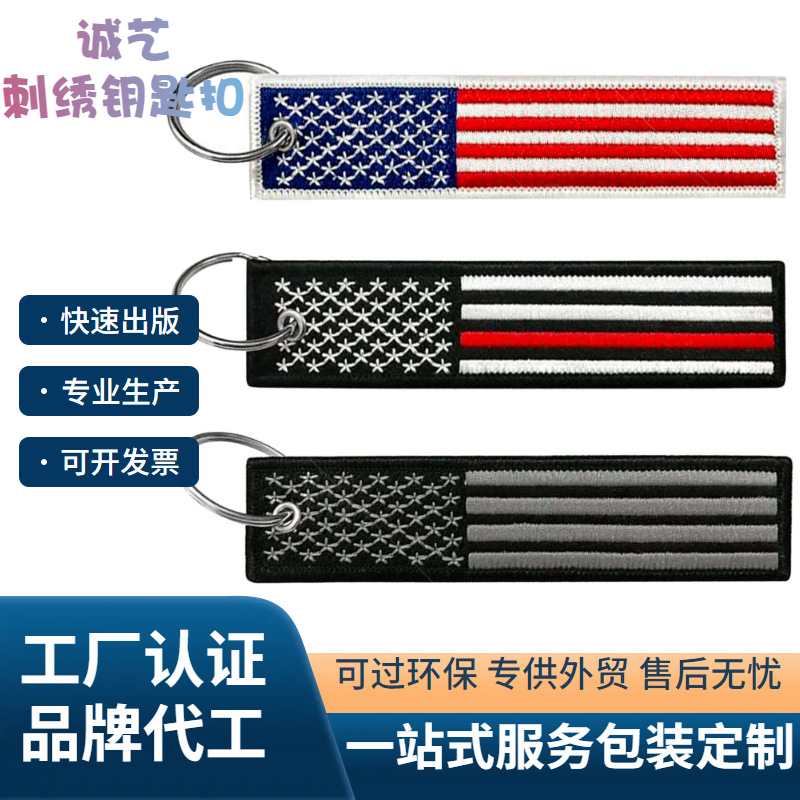 诚艺
刺绣钥匙扣
· 快速出版
· 专业生产
· 可开发票
工厂认证
品牌代工
可过环保 专供外贸 售后无忧
一站式服务包装定制